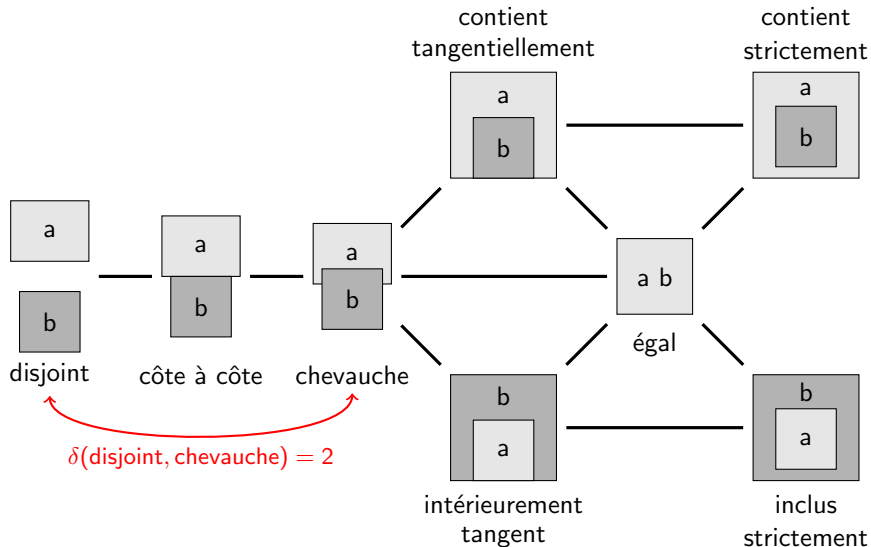 contient
tangentiellement
contient
strictement
a
b
a
b
a
b
disjoint
a
b
côte à côte
a
b
chevauche
a b
égal
δ(disjoint, chevauche) = 2
b
a
intérieurement
tangent
b
a
inclus
strictement